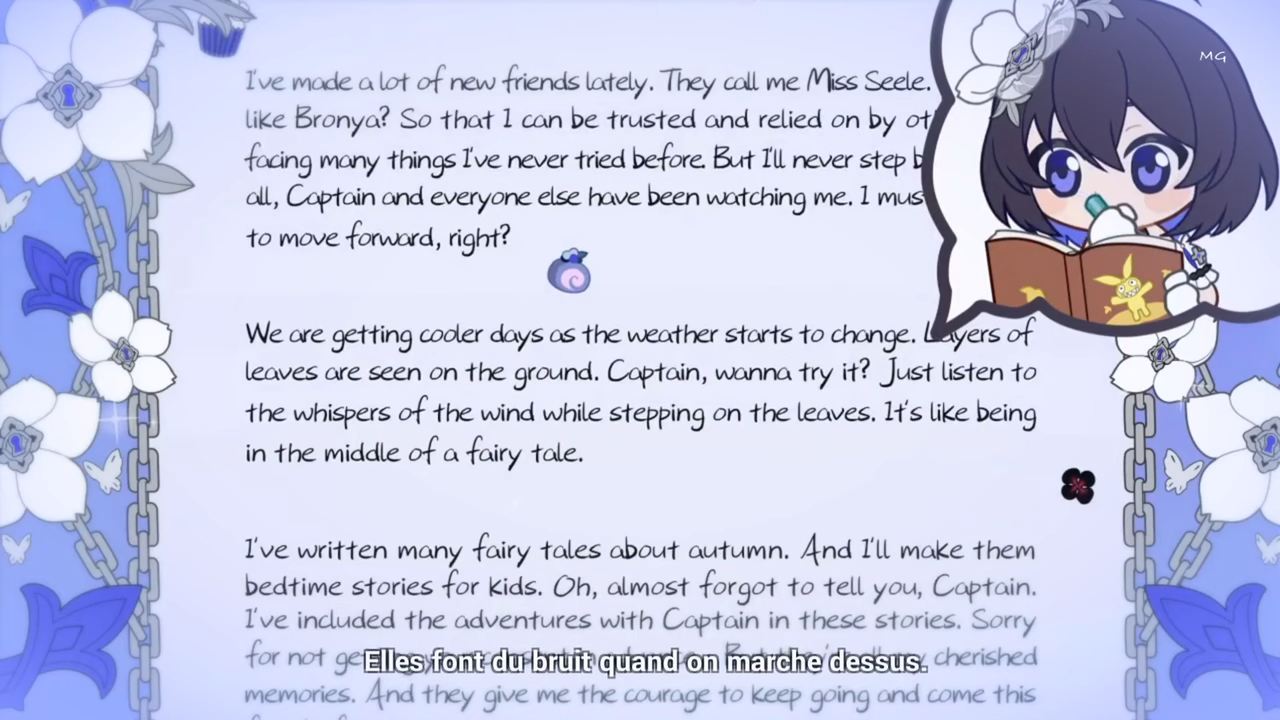 MG
I've made a lot of new friends lately. They call me Miss Seele.
like Bronya? So that I can be trusted and relied on by ot
facing many things I've never tried before. But I'll never step b
all, Captain and everyone else have been watching me. I mus
to move forward, right?
We are getting cooler days as the weather starts to change. Layers of
leaves are seen on the ground. Captain, wanna try it? Just listen to
the whispers of the wind while stepping on the leaves. It's like being
in the middle of a fairy tale.
I've written many fairy tales about autumn. And I'll make them
bedtime stories for kids. Oh, almost forgot to tell you, Captain.
I've included the adventures with Captain in these stories. Sorry
for not cherished
Elles font du bruit quand on marche dessus.
memories. And they give me the courage to keep going and come this